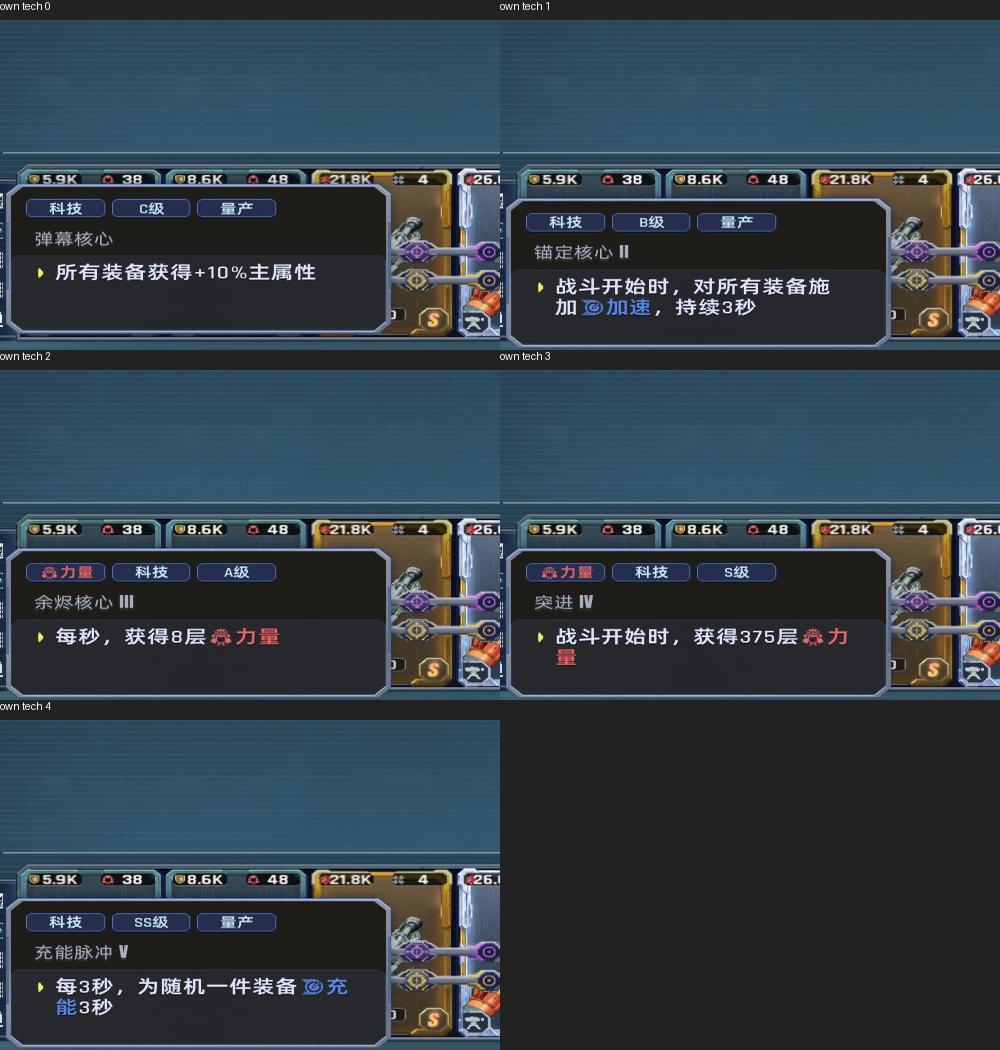 own tech 0
5.9K 38 8.6K 48 21.8K 4 26.
科技 C级 量产
弹幕核心
所有装备获得+10%主属性
S
own tech 1
5.9K 38 8.6K 48 21.8K 4 26.0
科技 B级 量产
锚定核心 II
战斗开始时，对所有装备施
加加速，持续3秒
S
own tech 2
5.9K 38 8.6K 48 21.8K 4 26.
力量 科技 A级
余烬核心 III
每秒，获得8层力量
S
own tech 3
5.9K 38 8.6K 48 21.8K 4 26.0
力量 科技 S级
突进 IV
战斗开始时，获得375层力
量
S
own tech 4
5.9K 38 8.6K 48 21.8K 4 26.
科技 SS级 量产
充能脉冲 V
每3秒，为随机一件装备充
能3秒
S